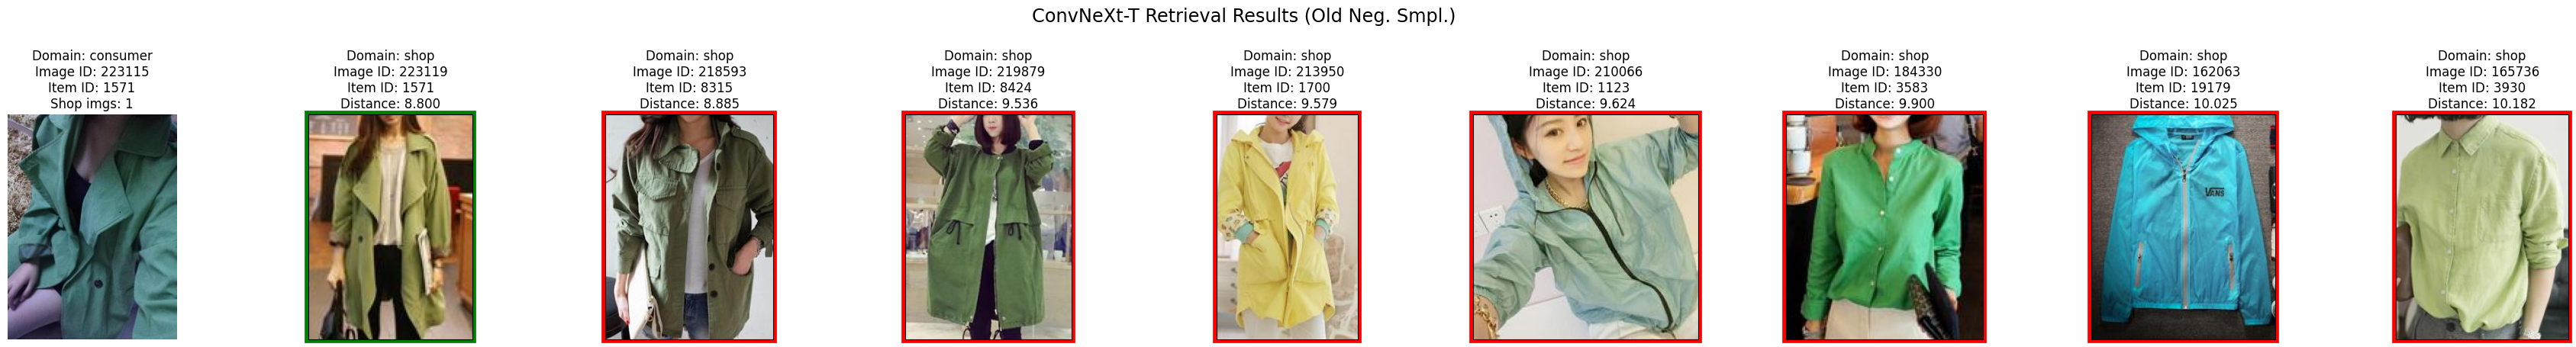 ConvNeXt-T Retrieval Results (Old Neg. Smpl.)
Domain: consumer
Image ID: 223115
Item ID: 1571
Shop imgs: 1
Domain: shop
Image ID: 223119
Item ID: 1571
Distance: 8.800
Domain: shop
Image ID: 218593
Item ID: 8315
Distance: 8.885
Domain: shop
Image ID: 219879
Item ID: 8424
Distance: 9.536
Domain: shop
Image ID: 213950
Item ID: 1700
Distance: 9.579
Domain: shop
Image ID: 210066
Item ID: 1123
Distance: 9.624
Domain: shop
Image ID: 184330
Item ID: 3583
Distance: 9.900
Domain: shop
Image ID: 162063
Item ID: 19179
Distance: 10.025
VANS
Domain: shop
Image ID: 165736
Item ID: 3930
Distance: 10.182